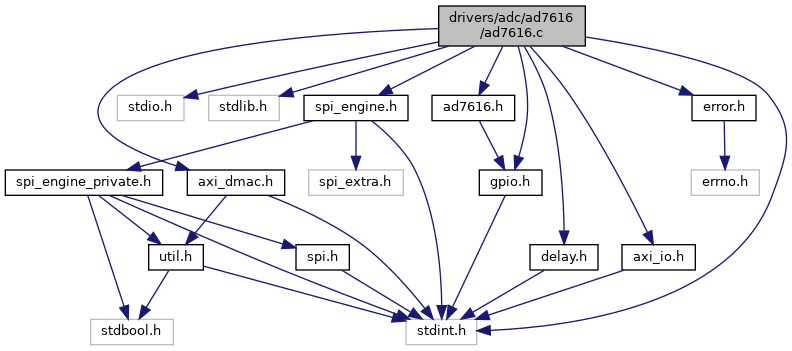 drivers/adc/ad7616
/ad7616.c
stdio.h
stdlib.h
spi_engine.h
ad7616.h
error.h
spi_engine_private.h
axi_dmac.h
spi_extra.h
gpio.h
errno.h
util.h
spi.h
delay.h
axi_io.h
stdbool.h
stdint.h